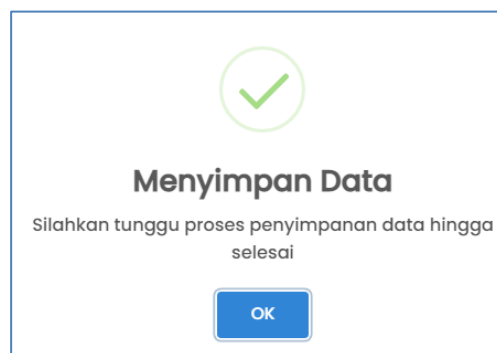 Menyimpan Data
Silahkan tunggu proses penyimpanan data hingga
selesai
OK